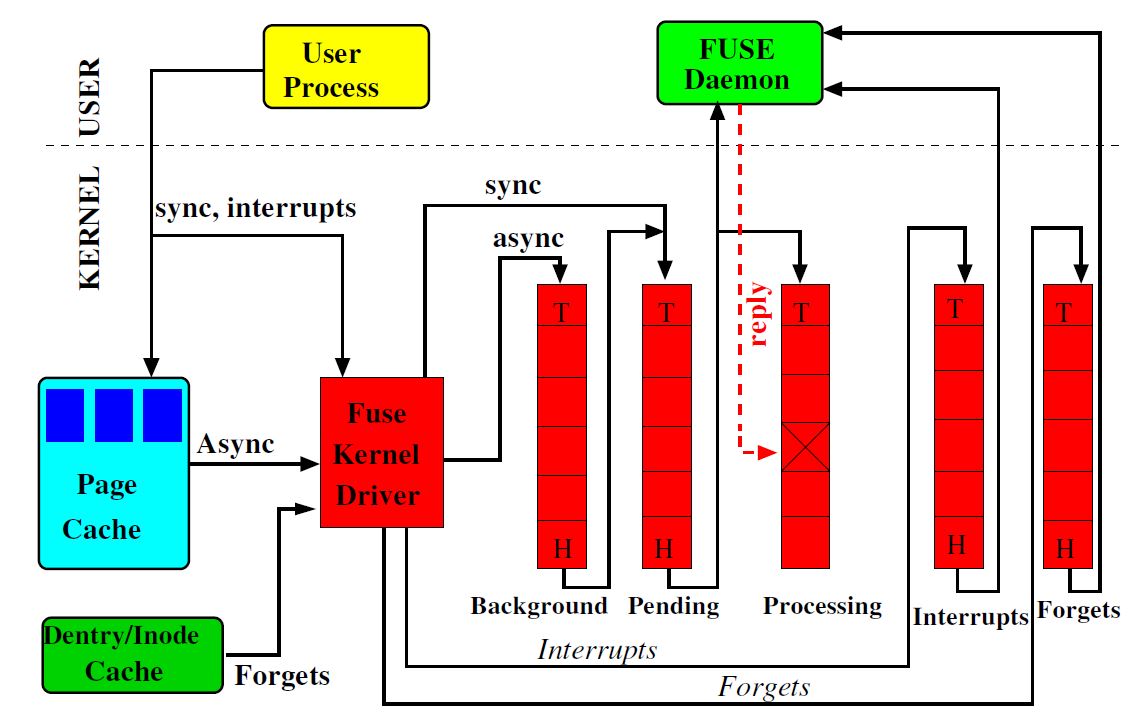 User
Process
FUSE
Daemon
USER
KERNEL
sync, interrupts
sync
async
reply
T
T
T
T
T
Fuse
Kernel
Driver
Async
Page
Cache
H
H
H
H
Background
Pending
Processing
Interrupts
Forgets
Dentry/Inode
Cache
Forgets
Interrupts
Forgets